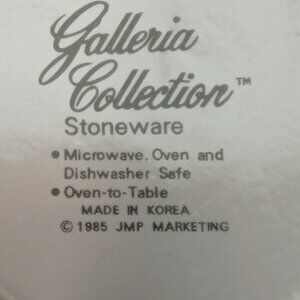 Galleria
Collection™
Stoneware
• Microwave. Oven and
Dishwasher Safe
• Oven-to-Table
MADE IN KOREA
© 1985 JMP MARKETING